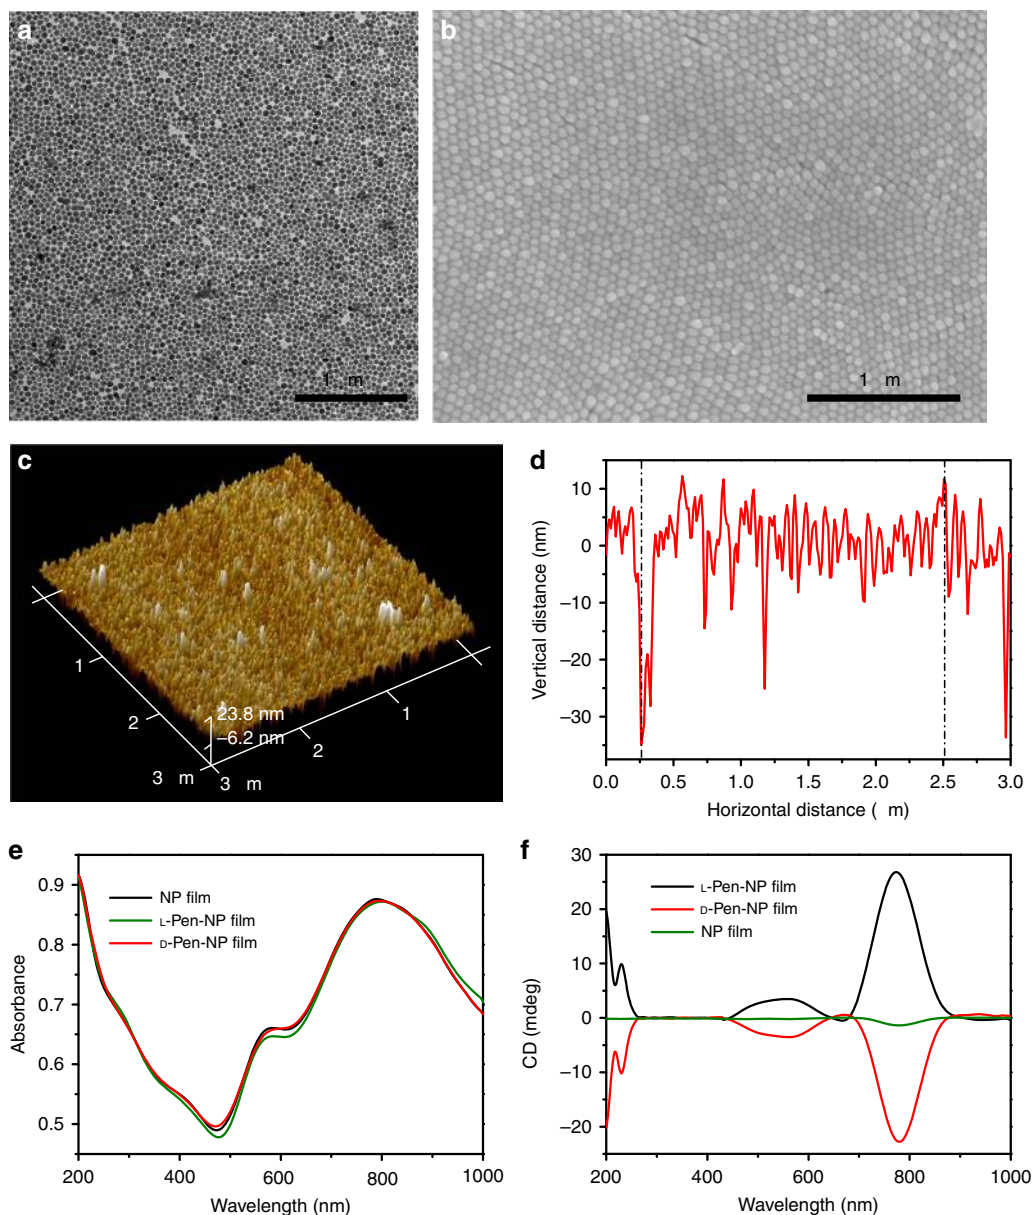 a
1 m
b
1 m
c
1
2
3 m
23.8 nm
−6.2 nm
3 m
2
1
d
10
0
−10
−20
−30
Vertical distance (nm)
0.0 0.5 1.0 1.5 2.0 2.5 3.0
Horizontal distance ( m)
e
0.9
0.8
0.7
0.6
0.5
Absorbance
NP film
L-Pen-NP film
D-Pen-NP film
200 400 600 800 1000
Wavelength (nm)
f
30
20
10
0
−10
−20
CD (mdeg)
L-Pen-NP film
D-Pen-NP film
NP film
200 400 600 800 1000
Wavelength (nm)